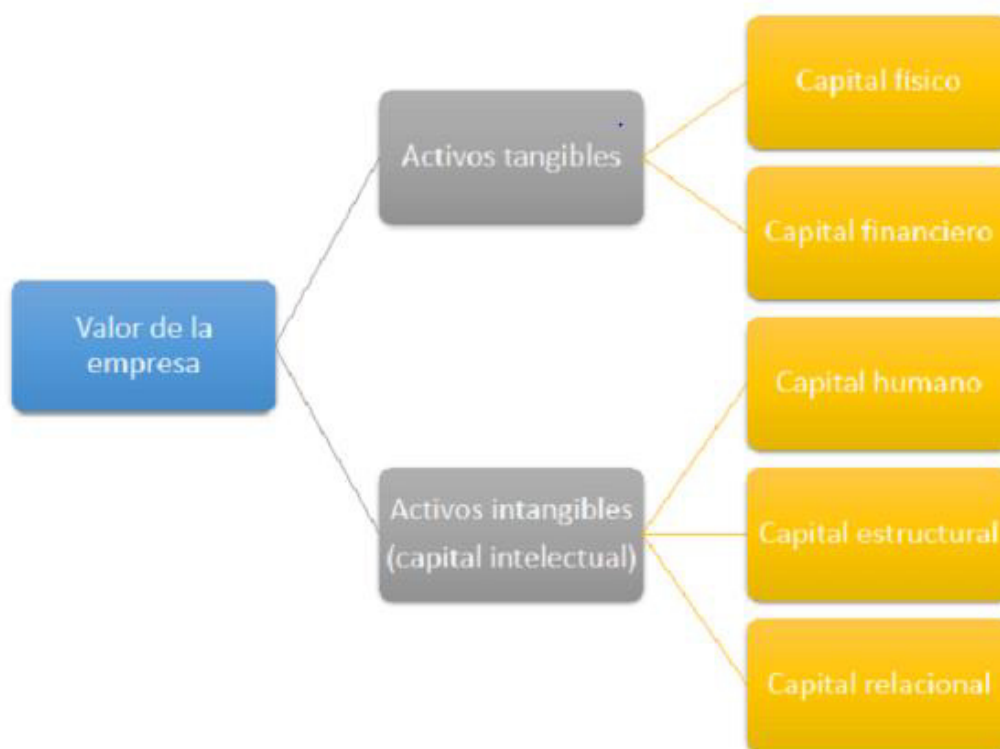 Valor de la
empresa
Activos tangibles
Capital físico
Capital financiero
Activos intangibles
(capital intelectual)
Capital humano
Capital estructural
Capital relacional